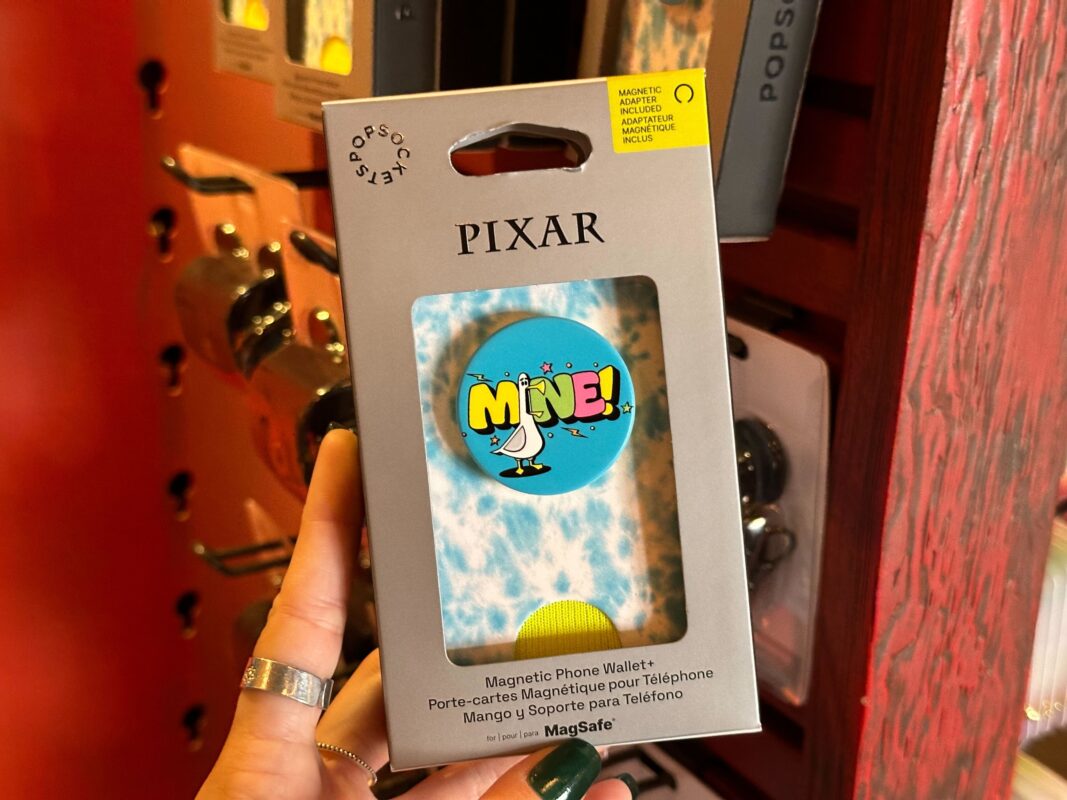 POPSOCKETS
MAGNETIC
ADAPTER
INCLUDED
ADAPTATEUR
MAGNÉTIQUE
INCLUS
PIXAR
MINE!
Magnetic Phone Wallet+
Porte-cartes Magnétique pour Téléphone
Mango y Soporte para Teléfono
for | pour | para MagSafe®
POPS